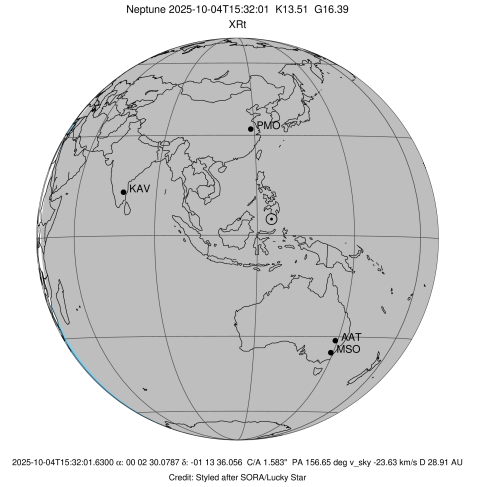 Neptune 2025-10-04T15:32:01 K13.51 G16.39
XRt
PMO
KAV
AAT
MSO
2025-10-04T15:32:01.6300 α: 00 02 30.0787 δ: -01 13 36.056 C/A 1.583" PA 156.65 deg v_sky -23.63 km/s D 28.91 AU
Credit: Styled after SORA/Lucky Star